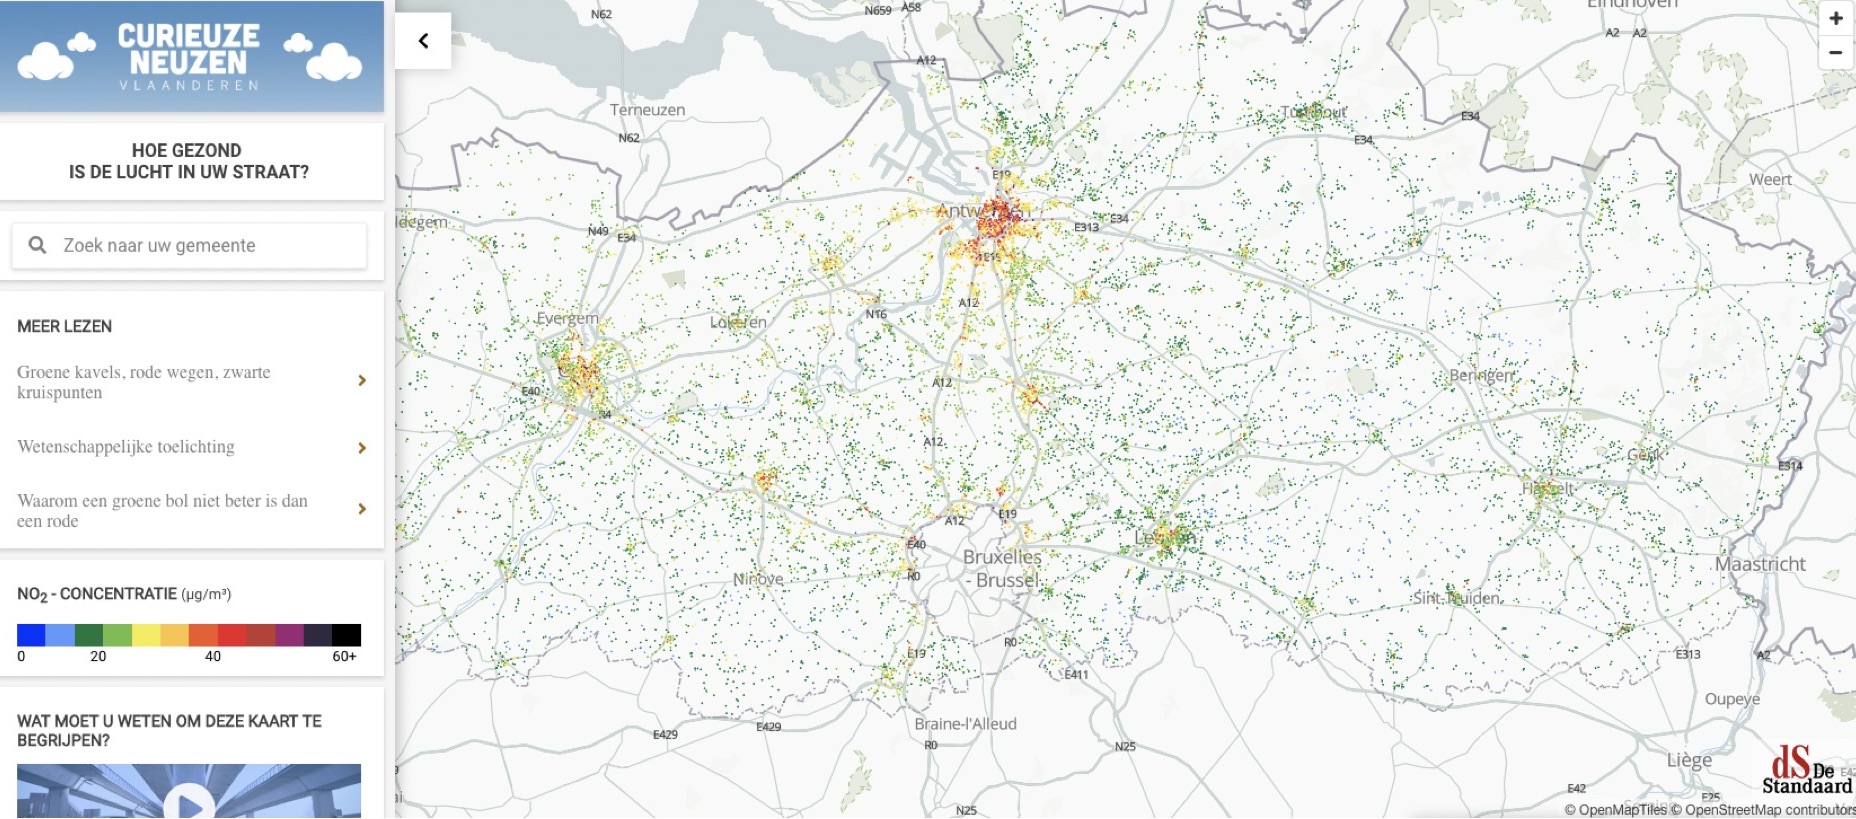 CURIEUZE
NEUZEN
VLAANDEREN
HOE GEZOND
IS DE LUCHT IN UW STRAAT?
Zoek naar uw gemeente
MEER LEZEN
Groene kavels, rode wegen, zwarte
kruispunten
Wetenschappelijke toelichting
Waarom een groene bol niet beter is dan
een rode
NO₂ - CONCENTRATIE (µg/m³)
0 20 40 60+
WAT MOET U WETEN OM DEZE KAART TE
BEGRIJPEN?
N62
N659
A58
Eindhoven
A2
A2
A12
Terneuzen
N62
Turnhout
E34
E34
E19
Weert
Antwerpen
ldegem
N49
E34
E34
E313
E19
A12
N16
Evergem
Lokeren
A12
Beringen
E40
R4
A12
Genk
E314
Hasselt
A12
E19
Leuven
E40
Bruxelles
- Brussel
R0
Ninove
Maastricht
Sint-Truiden
R0
E19
E313
A2
E411
Oupeye
Braine-l'Alleud
E429
E429
R0
N25
Liège
E42
E25
N25
dS De
Standaard
© OpenMapTiles © OpenStreetMap contributors